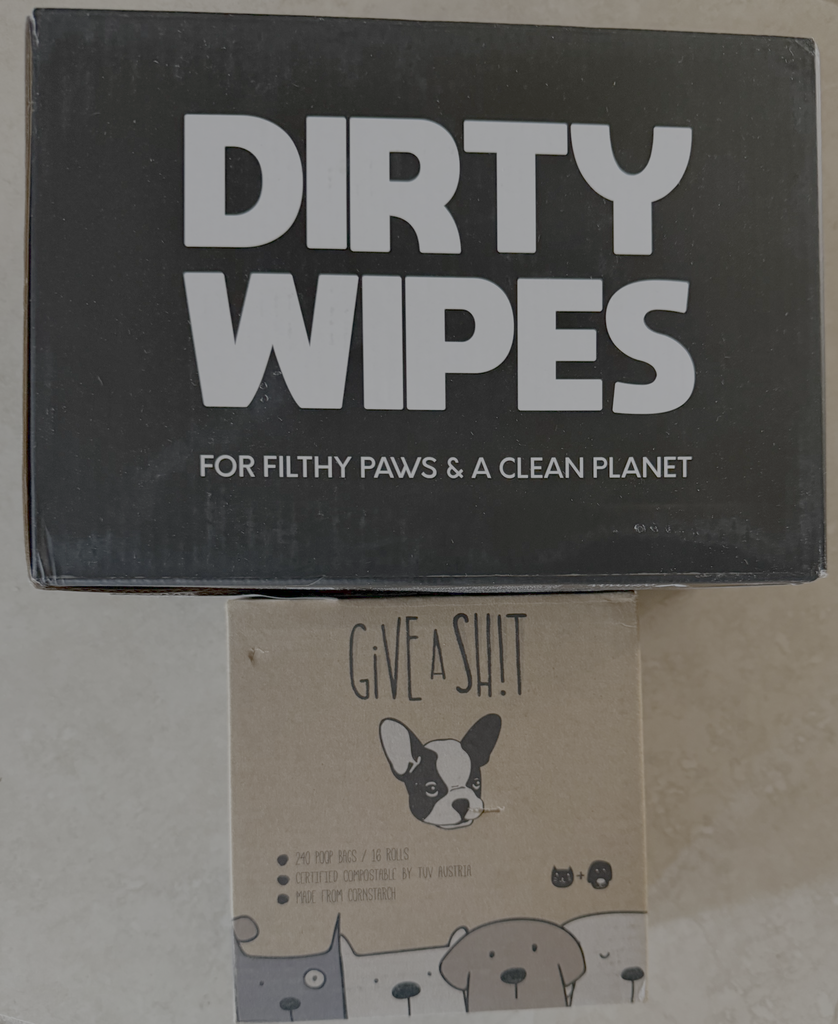 DIRTY
WIPES
FOR FILTHY PAWS & A CLEAN PLANET
GiVE A SH!T
240 POOP BAGS / 16 ROLLS
CERTIFIED COMPOSTABLE BY TUV AUSTRIA
MADE FROM CORNSTARCH
+